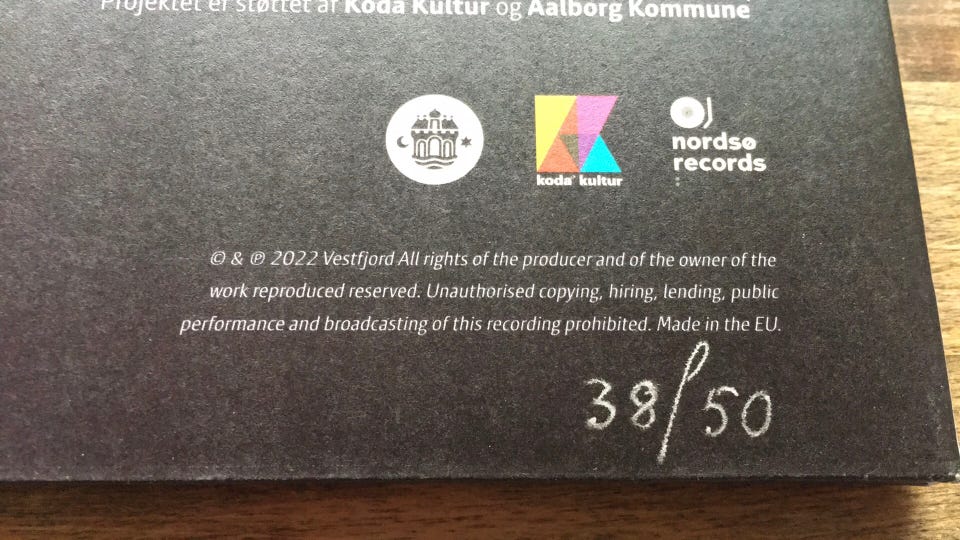 Projektet er støttet af Koda Kultur og Aalborg Kommune
koda kultur
nordsø
records
© & ℗ 2022 Vestfjord All rights of the producer and of the owner of the
work reproduced reserved. Unauthorised copying, hiring, lending, public
performance and broadcasting of this recording prohibited. Made in the EU.
38/50